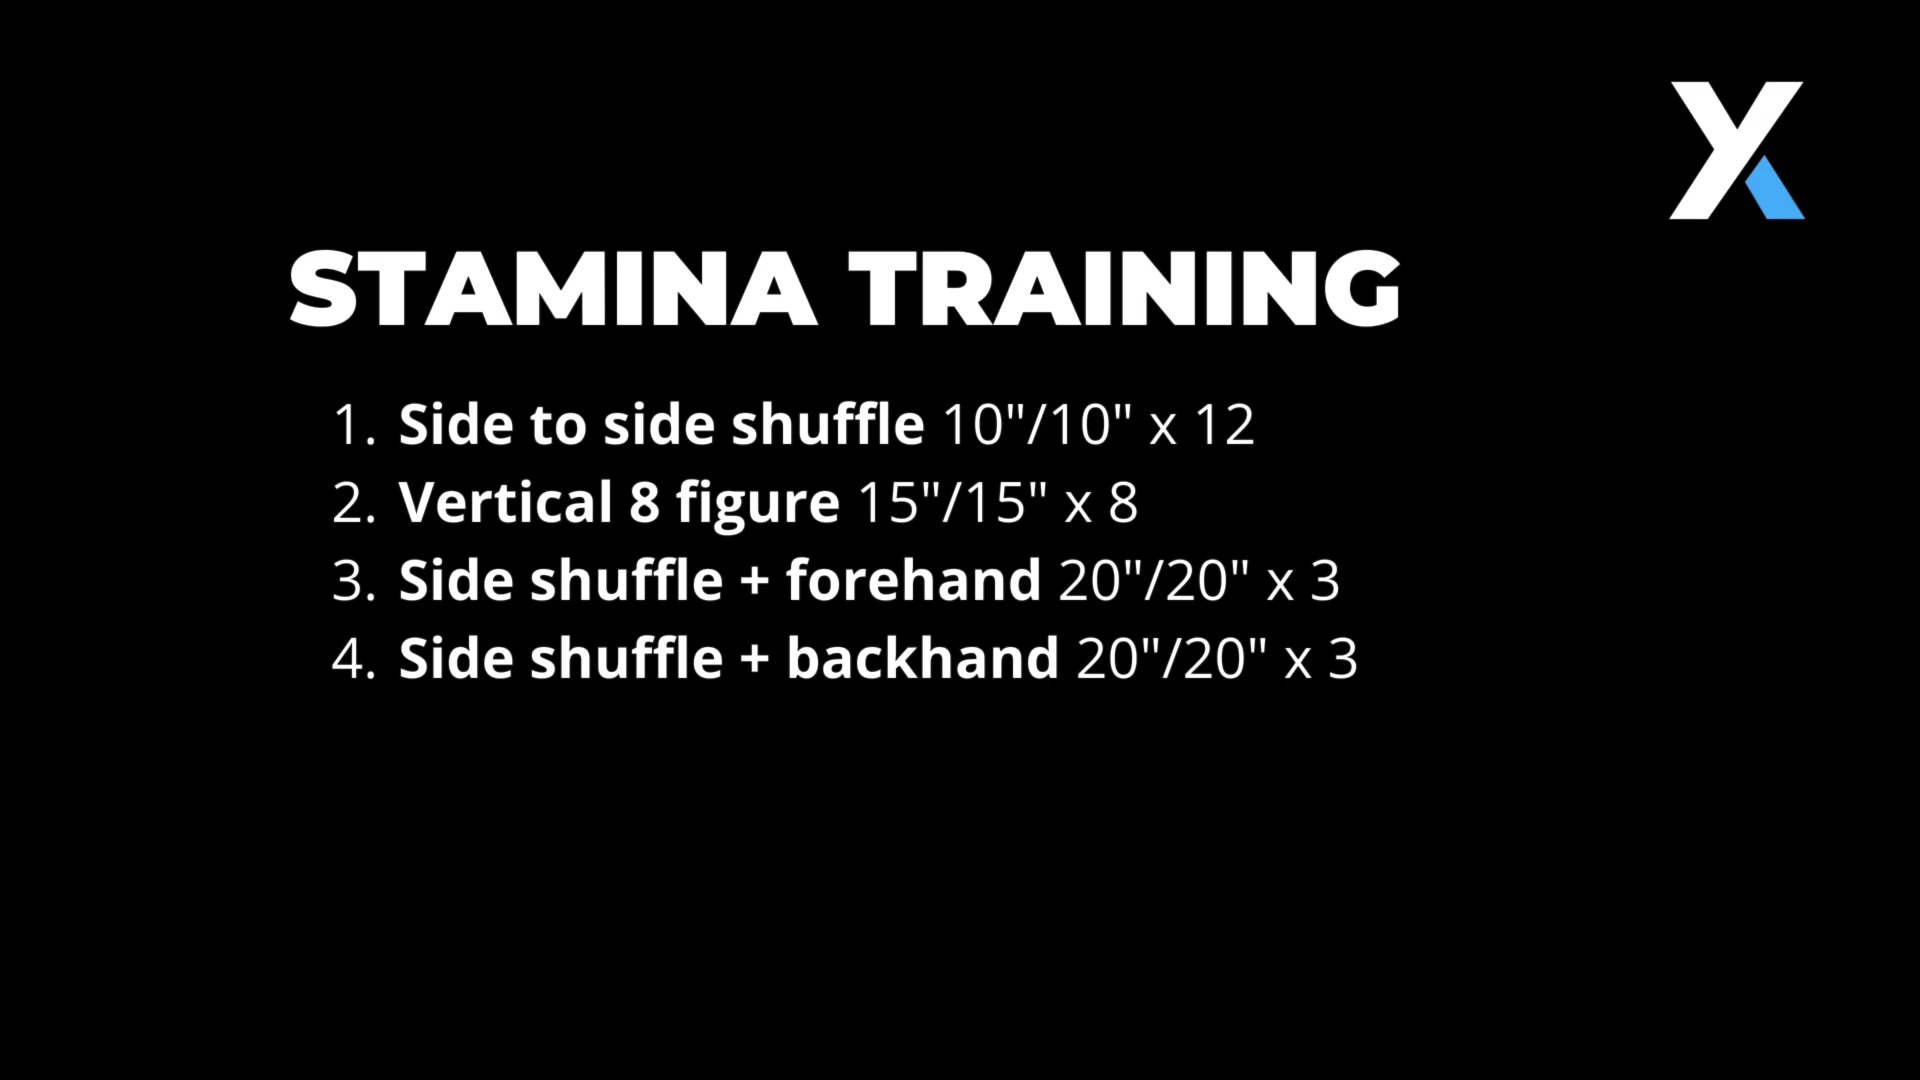 STAMINA TRAINING
1. Side to side shuffle 10"/10" x 12
2. Vertical 8 figure 15"/15" x 8
3. Side shuffle + forehand 20"/20" x 3
4. Side shuffle + backhand 20"/20" x 3